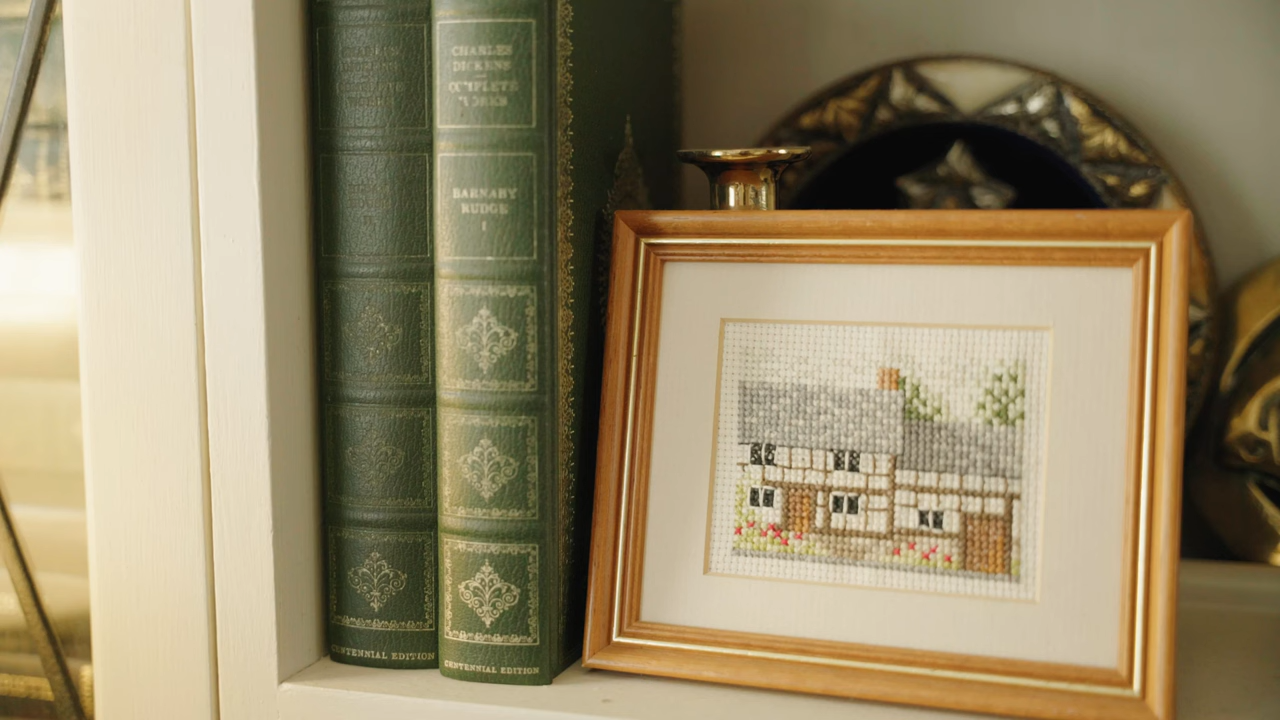 CHARLES
DICKENS
COMPLETE
WORKS
BARNABY
RUDGE
I
CENTENNIAL EDITION
CENTENNIAL EDITION